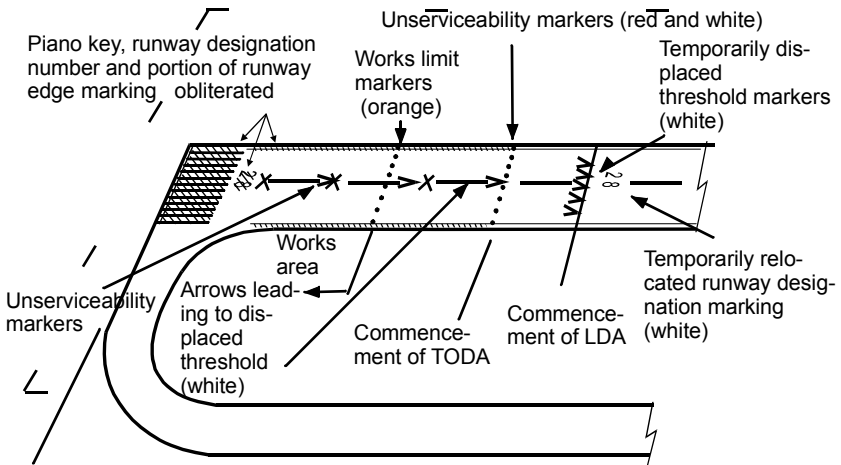 Unserviceability markers (red and white)
Piano key, runway designation
number and portion of runway
edge marking obliterated
Works limit
markers
(orange)
Temporarily dis-
placed
threshold markers
(white)
28
28
Works
area
Unserviceability
markers
Arrows lead-
ing to dis-
placed
threshold
(white)
Commence-
ment of TODA
Commence-
ment of LDA
Temporarily relo-
cated runway desig-
nation marking
(white)